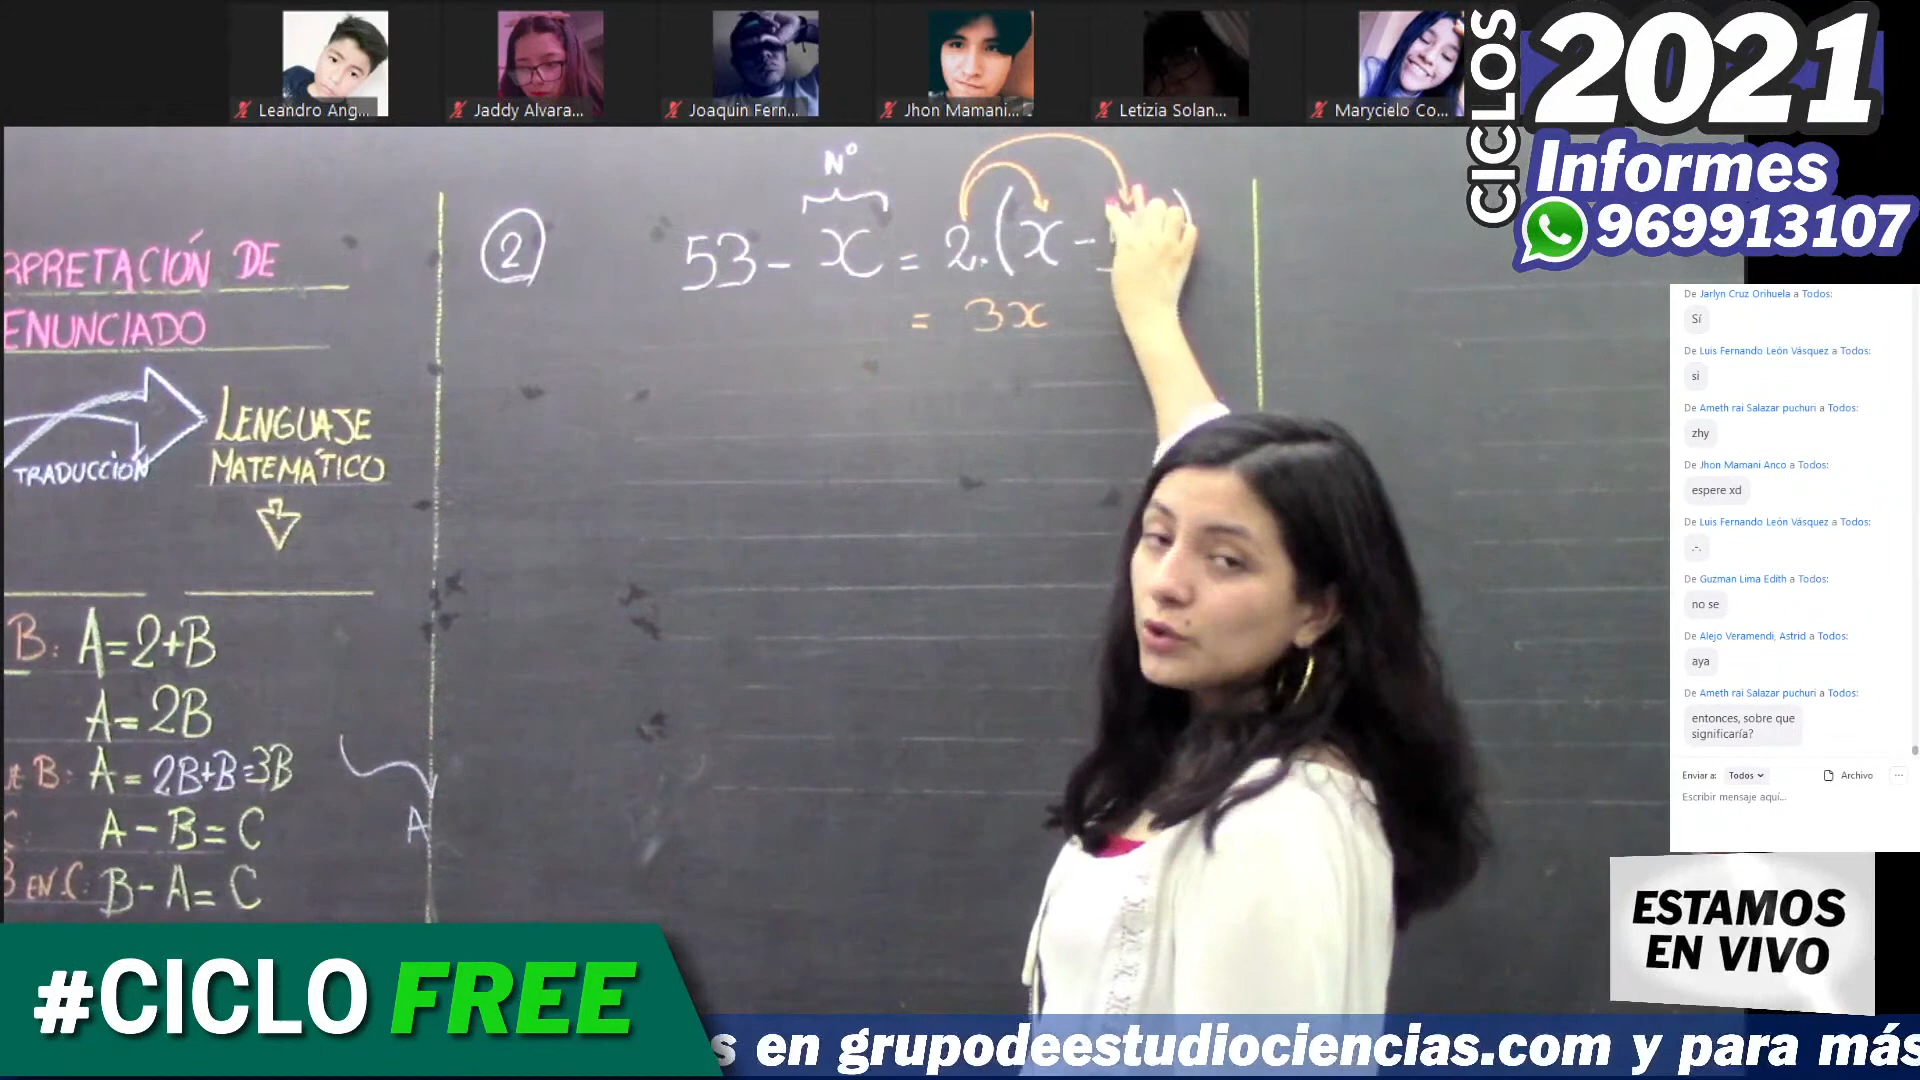 Leandro Ang...
Jaddy Alvara...
Joaquin Fern...
Jhon Mamani...
Letizia Solan...
Marycielo Co...
CICLOS
2021
Informes
969913107
RPRETACIÓN DE
ENUNCIADO
TRADUCCIÓN
LENGUAJE
MATEMÁTICO
B: A=2+B
A=2B
B: A=2B+B=3B
A-B=C
B EN C: B-A=C
A
2
N°
53-x=2.(x-
= 3x
De Jarlyn Cruz Orihuela a Todos:
Sí
De Luis Fernando León Vásquez a Todos:
si
De Ameth rai Salazar puchuri a Todos:
zhy
De Jhon Mamani Anco a Todos:
espere xd
De Luis Fernando León Vásquez a Todos:
.-.
De Guzman Lima Edith a Todos:
no se
De Alejo Veramendi, Astrid a Todos:
aya
De Ameth rai Salazar puchuri a Todos:
entonces, sobre que
significaría?
Enviar a: Todos Archivo ...
Escribir mensaje aquí...
ESTAMOS
EN VIVO
#CICLO FREE
s en grupodeestudiociencias.com y para más